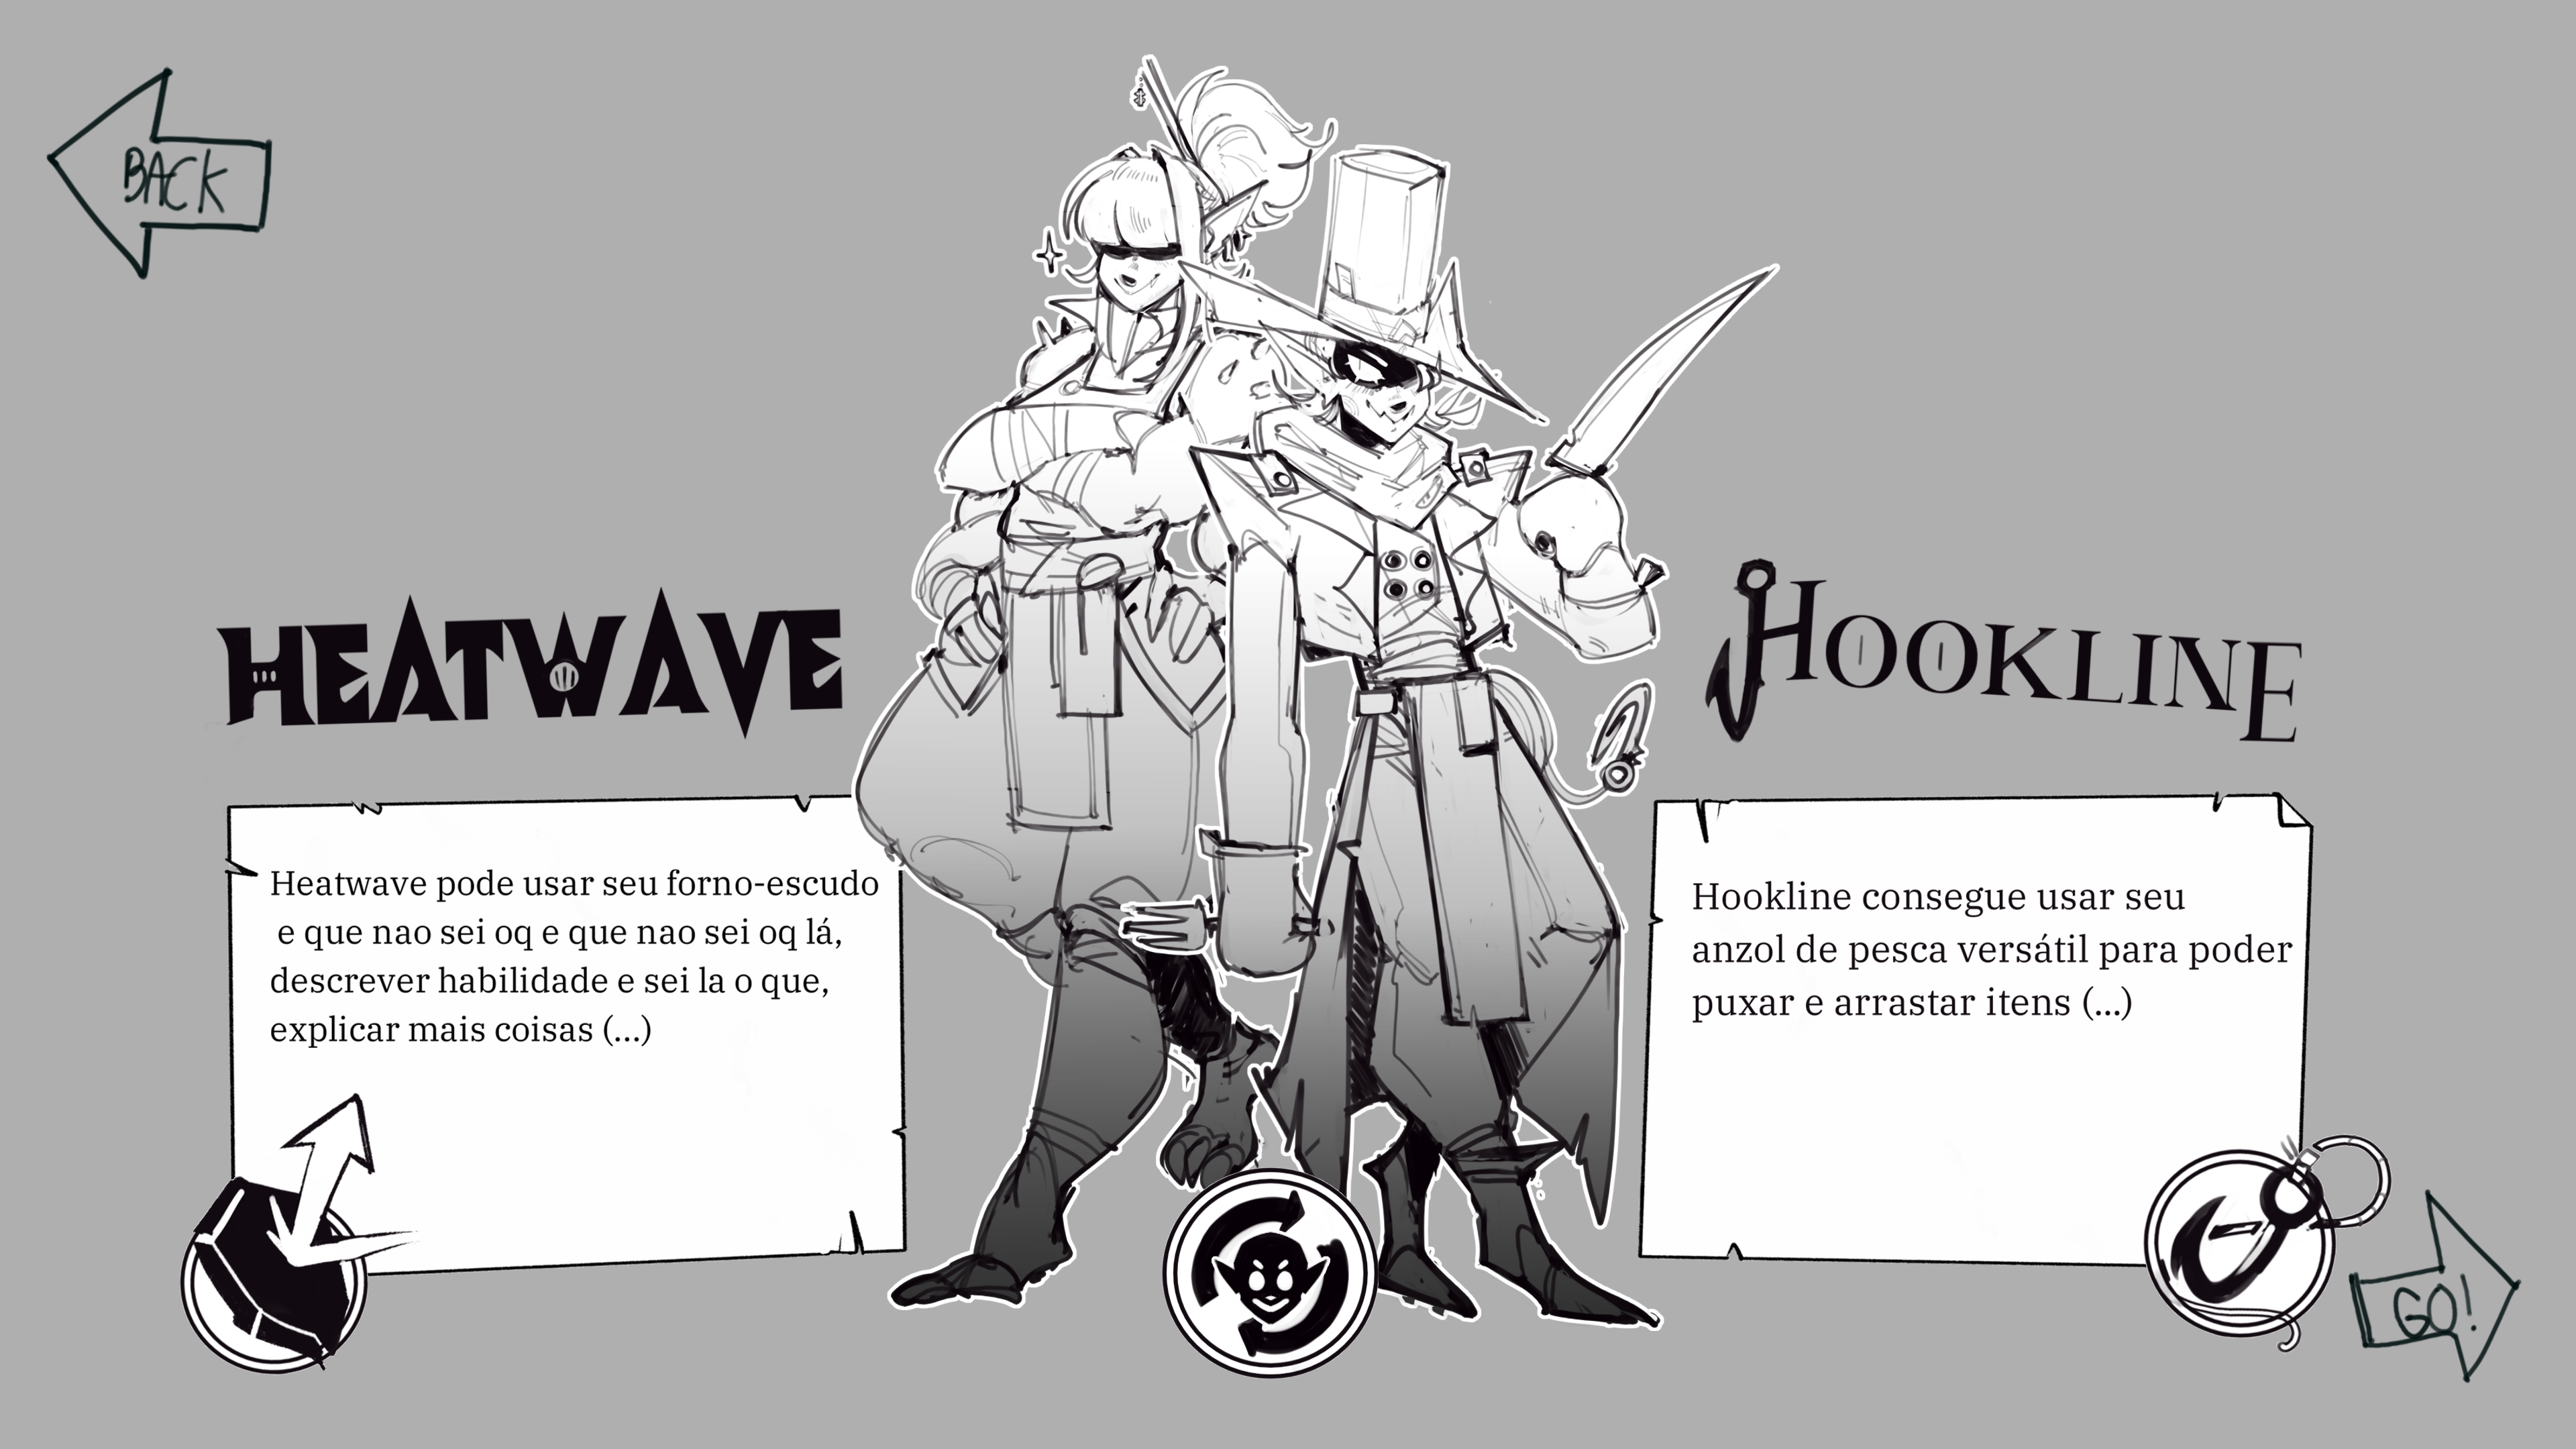 BACK
HEATWAVE
HOOKLINE
Heatwave pode usar seu forno-escudo
e que nao sei oq e que nao sei oq lá,
descrever habilidade e sei la o que,
explicar mais coisas (...)
Hookline consegue usar seu
anzol de pesca versátil para poder
puxar e arrastar itens (...)
GO!